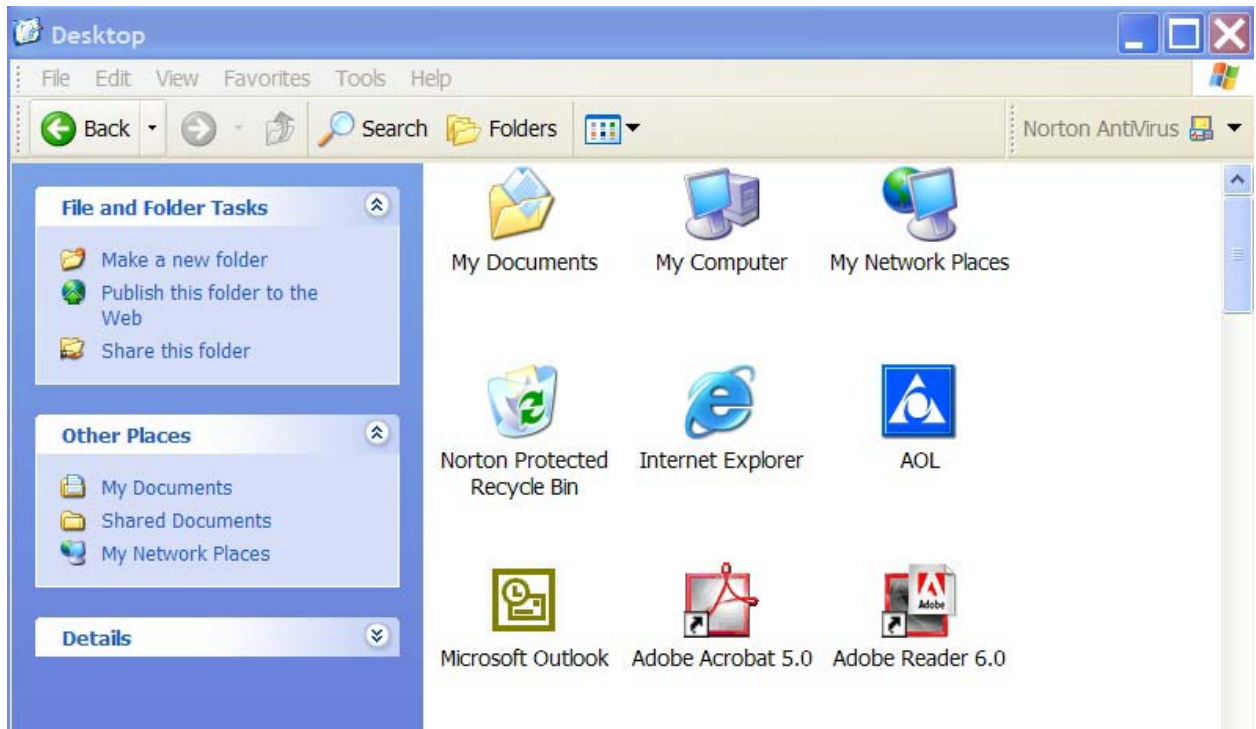 Desktop
File Edit View Favorites Tools Help
Back Search Folders Norton AntiVirus
File and Folder Tasks
Make a new folder
Publish this folder to the
Web
Share this folder
Other Places
My Documents
Shared Documents
My Network Places
Details
My Documents My Computer My Network Places
Norton Protected Internet Explorer AOL
Recycle Bin
Adobe
Microsoft Outlook Adobe Acrobat 5.0 Adobe Reader 6.0